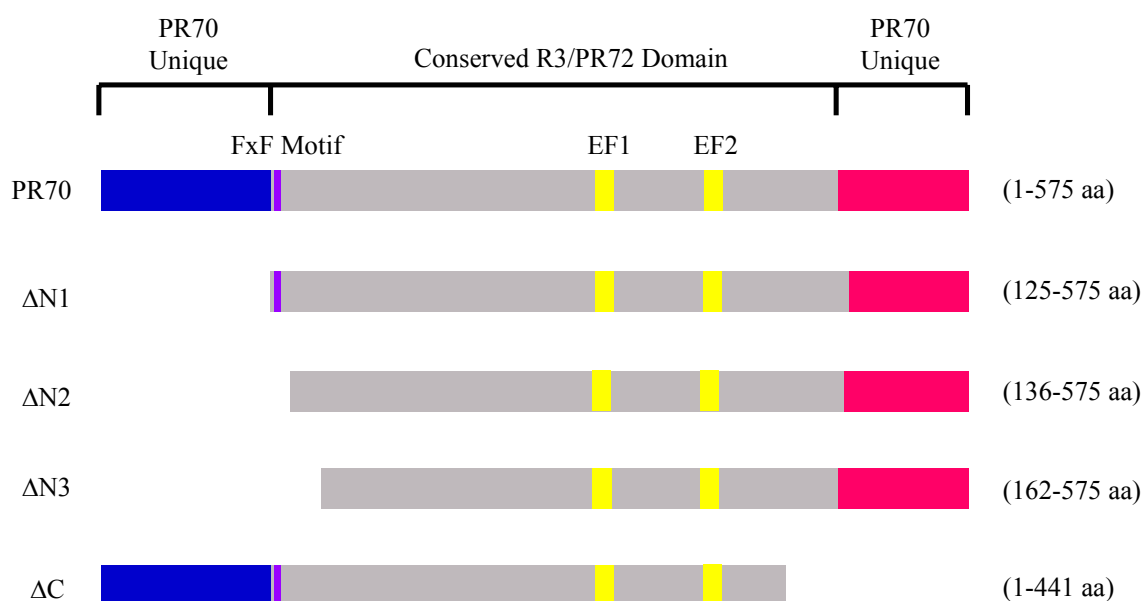 PR70
Unique
Conserved R3/PR72 Domain
PR70
Unique
FxF Motif
EF1
EF2
PR70
(1-575 aa)
ΔN1
(125-575 aa)
ΔN2
(136-575 aa)
ΔN3
(162-575 aa)
ΔC
(1-441 aa)